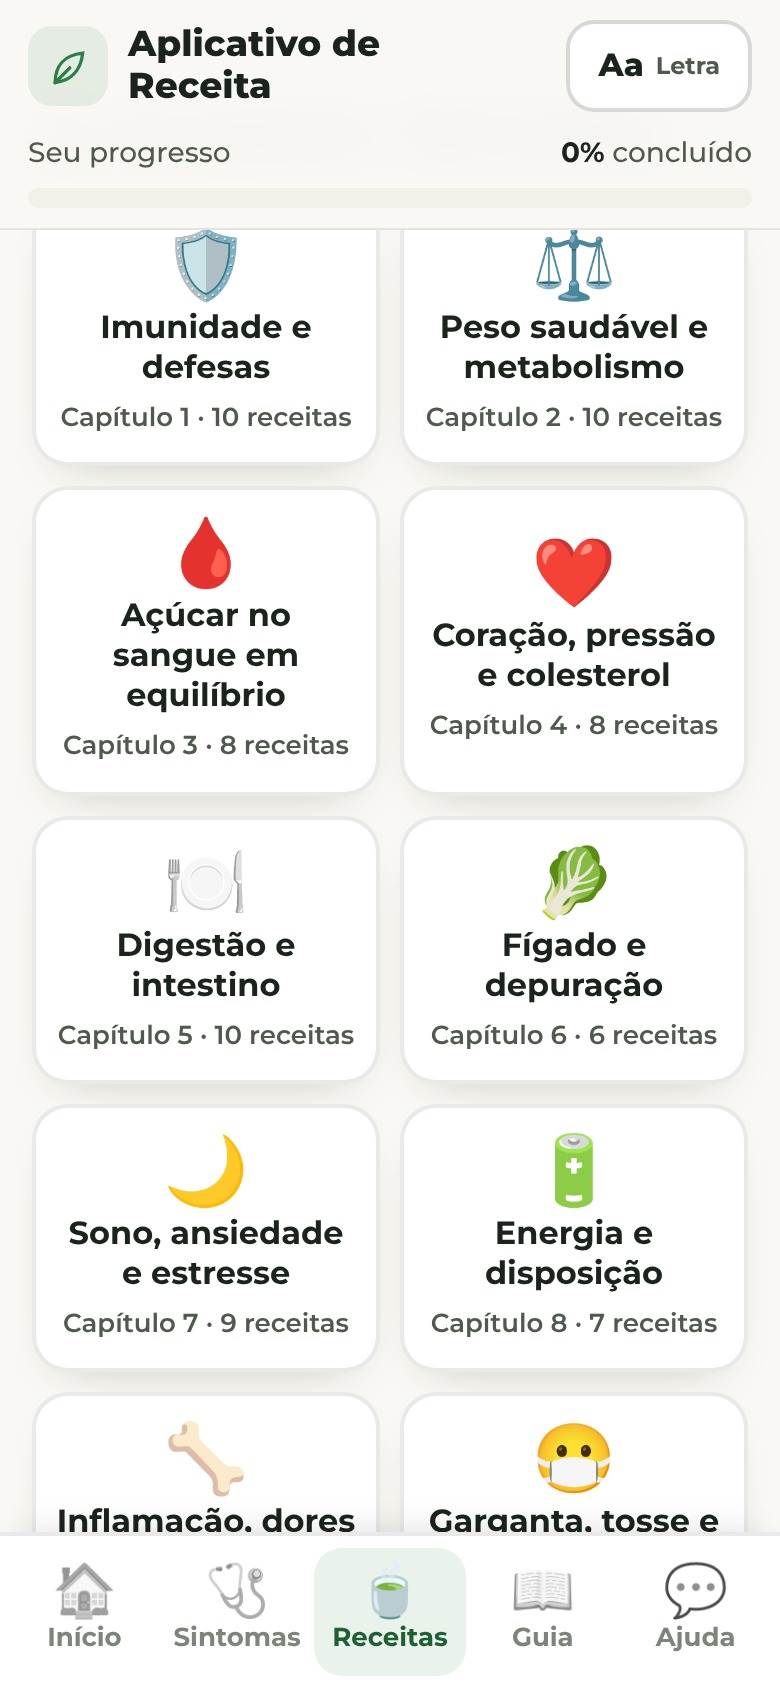 Aplicativo de
Receita
Aa Letra
Seu progresso
0% concluído
Imunidade e
defesas
Capítulo 1 · 10 receitas
Peso saudável e
metabolismo
Capítulo 2 · 10 receitas
Açúcar no
sangue em
equilíbrio
Capítulo 3 · 8 receitas
Coração, pressão
e colesterol
Capítulo 4 · 8 receitas
Digestão e
intestino
Capítulo 5 · 10 receitas
Fígado e
depuração
Capítulo 6 · 6 receitas
Sono, ansiedade
e estresse
Capítulo 7 · 9 receitas
Energia e
disposição
Capítulo 8 · 7 receitas
Inflamação, dores
Garganta, tosse e
Início
Sintomas
Receitas
Guia
Ajuda